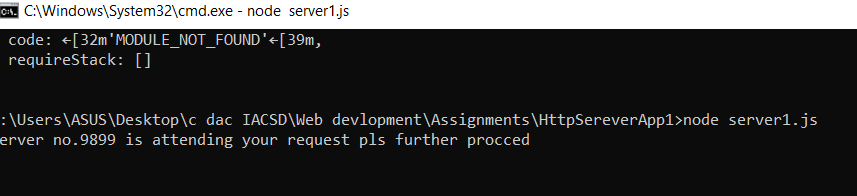 C:\Windows\System32\cmd.exe - node  server1.js
code: ←[32m'MODULE_NOT_FOUND'←[39m,
requireStack: []
:\Users\ASUS\Desktop\c dac IACSD\Web devlopment\Assignments\HttpSereverApp1>node server1.js
erver no.9899 is attending your request pls further procced